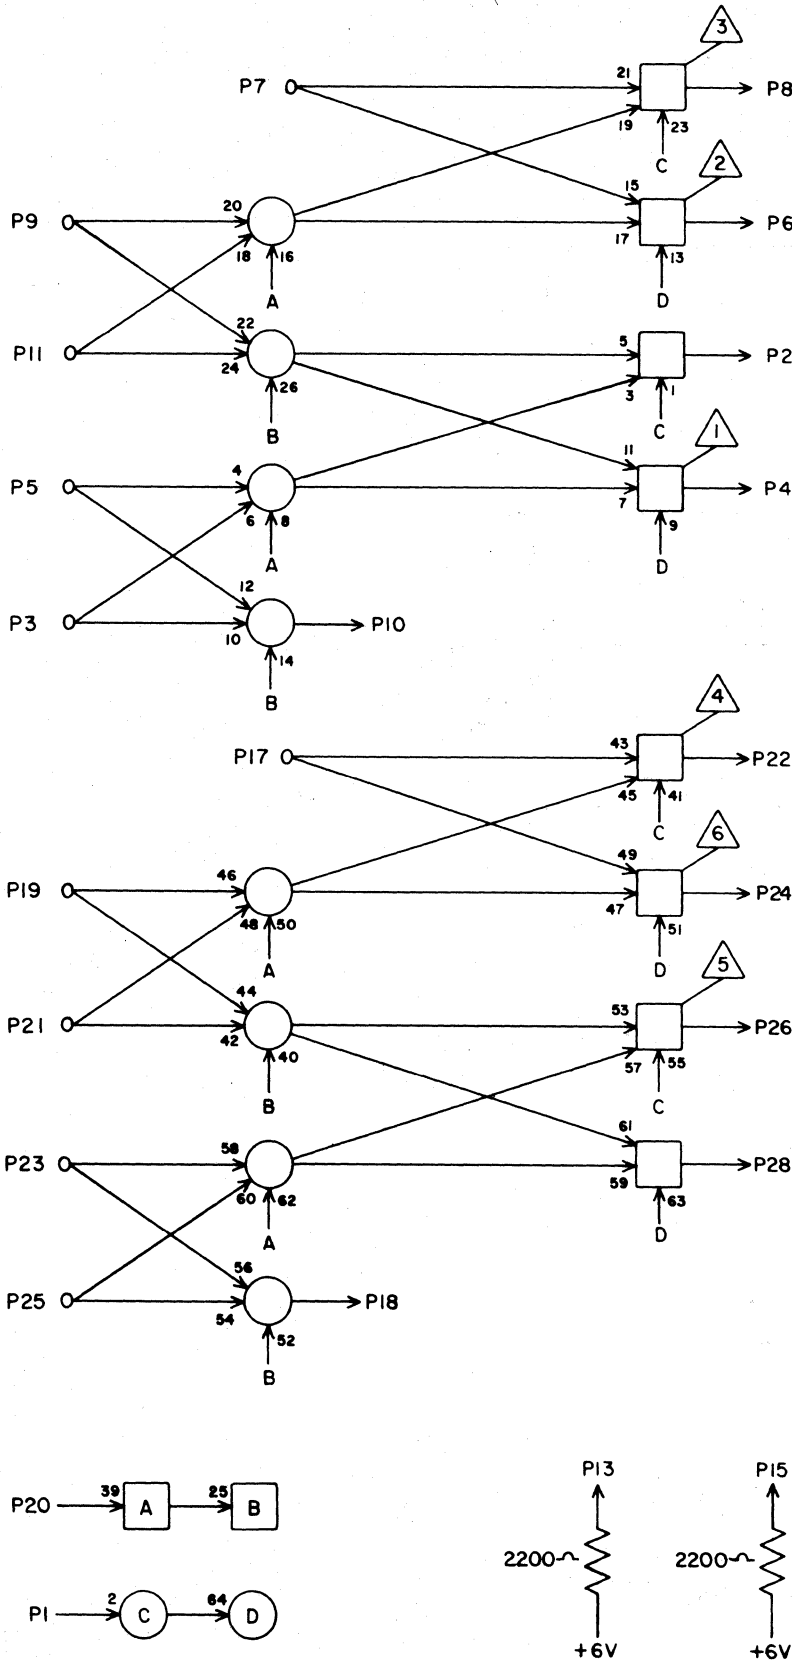 3
P7 21 P8
19 23
C
2
15
P9 20 17 P6
18 16 13
A D
22 5
P11 P2
24 26 3 1
B C
1
11
P5 4 P4
6 8 7 9
A D
12
P3 P10
10 14
B
4
P17 43 P22
45 41
C
6
49
P19 46 P24
48 50 47 51
A D
5
44 53
P21 P26
42 40 57 55
B C
61
P23 58 P28
60 62 59 63
A D
56
P25 P18
54 52
B
P13 P15
P20 39 A 25 B
2200 2200
P1 2 C 64 D
+6V +6V